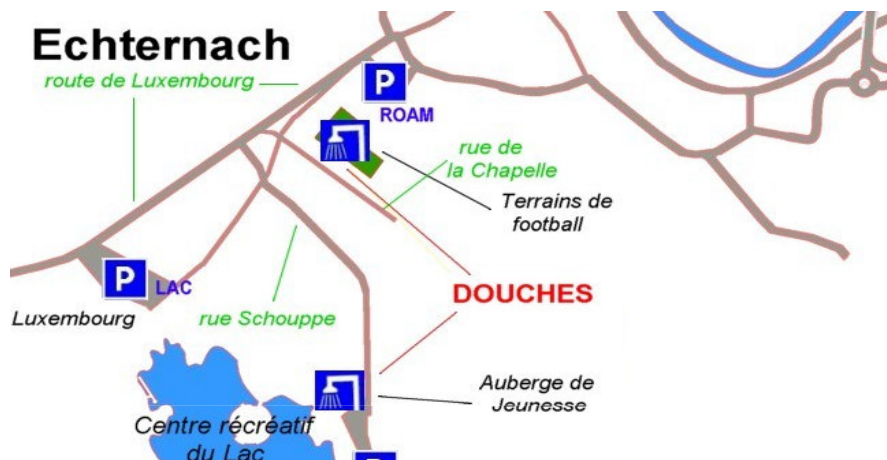 Echternach
route de Luxembourg
P
ROAM
rue de
la Chapelle
Terrains de
football
P
LAC
Luxembourg
rue Schouppe
DOUCHES
Auberge de
Jeunesse
Centre récréatif
du Lac
P